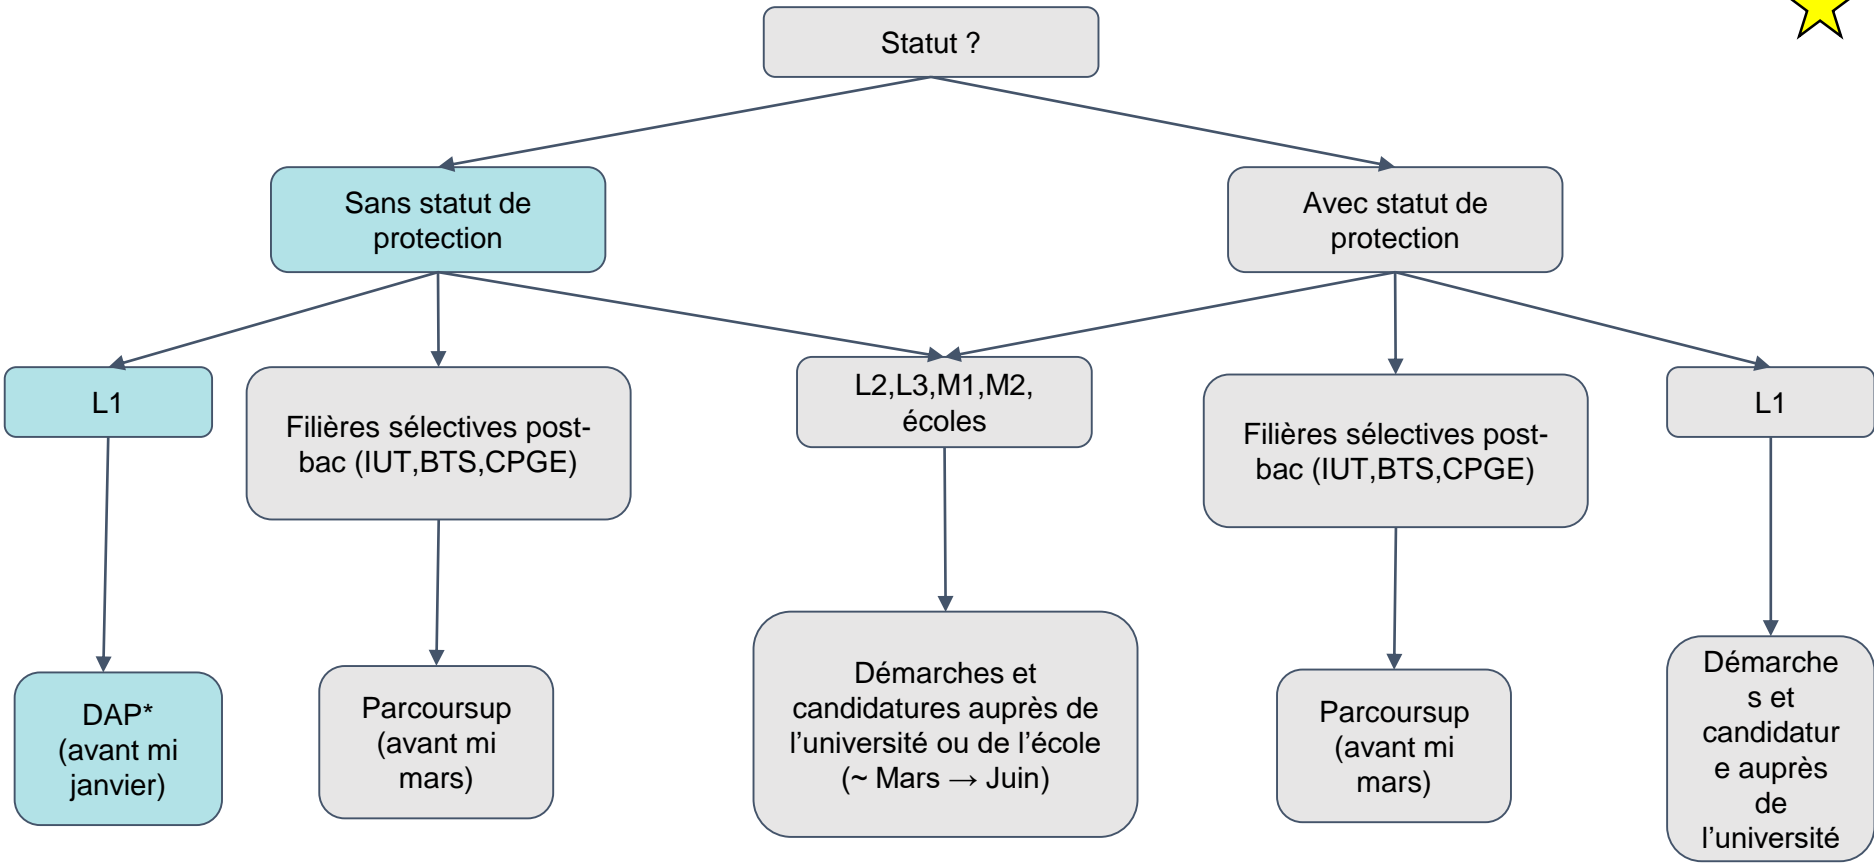 Statut ?
Sans statut de
protection
Avec statut de
protection
L1
Filières sélectives post-
bac (IUT,BTS,CPGE)
L2,L3,M1,M2,
écoles
Filières sélectives post-
bac (IUT,BTS,CPGE)
L1
DAP*
(avant mi
janvier)
Parcoursup
(avant mi
mars)
Démarches et
candidatures auprès de
l’université ou de l’école
(~ Mars → Juin)
Parcoursup
(avant mi
mars)
Démarche
s et
candidatur
e auprès
de
l’université